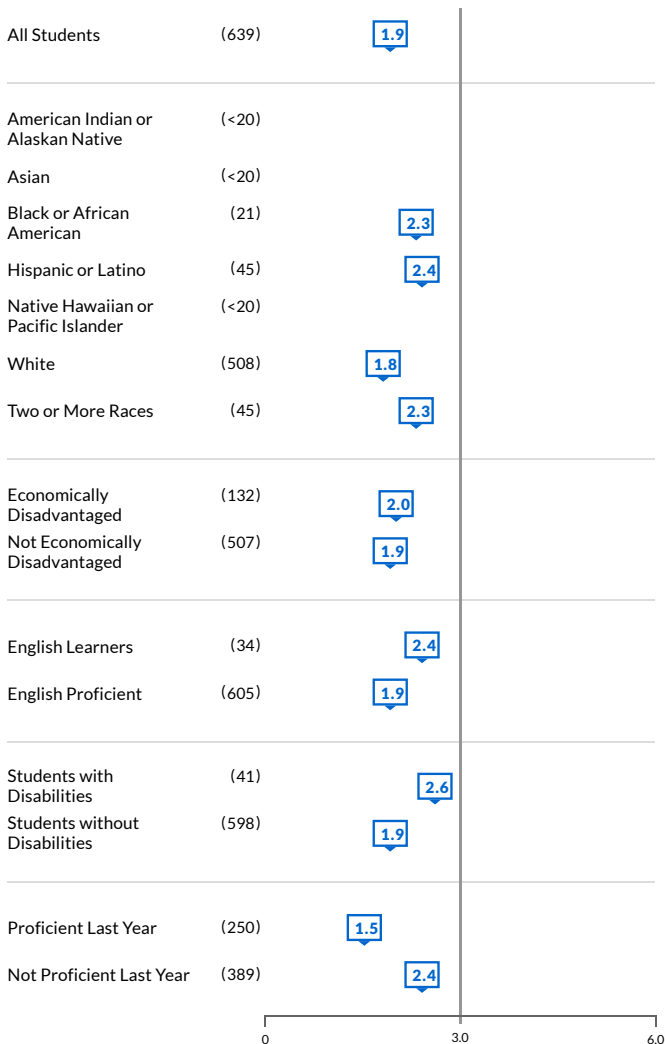 All Students (639) 1.9
American Indian or (<20)
Alaskan Native
Asian (<20)
Black or African (21) 2.3
American
Hispanic or Latino (45) 2.4
Native Hawaiian or (<20)
Pacific Islander
White (508) 1.8
Two or More Races (45) 2.3
Economically (132) 2.0
Disadvantaged
Not Economically (507) 1.9
Disadvantaged
English Learners (34) 2.4
English Proficient (605) 1.9
Students with (41) 2.6
Disabilities
Students without (598) 1.9
Disabilities
Proficient Last Year (250) 1.5
Not Proficient Last Year (389) 2.4
0 3.0 6.0